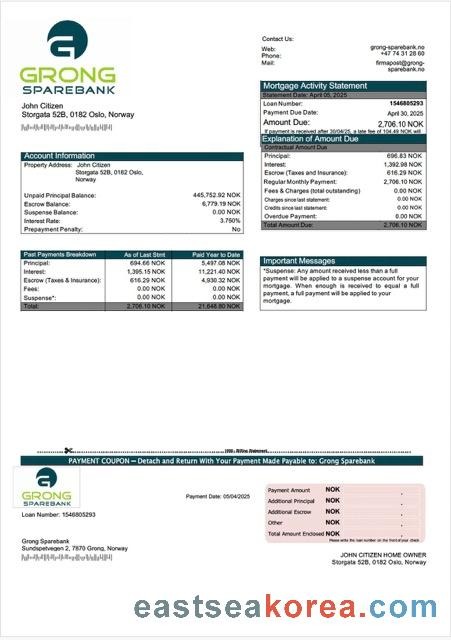 GRONG
SPAREBANK
Contact Us:
Web: grong-sparebank.no
Phone: +47 74 31 28 60
Mail: firmapost@grong-
sparebank.no
John Citizen
Storgata 52B, 0182 Oslo, Norway
Mortgage Activity Statement
Statement Date: April 05, 2025
Loan Number: 1546805293
Payment Due Date: April 30, 2025
Amount Due: 2,706.10 NOK
If payment is received after 30/04/25, a late fee of 104.49 NOK will
Explanation of Amount Due
Contractual Amount Due
Principal: 696.83 NOK
Interest: 1,392.98 NOK
Escrow (Taxes and Insurance): 616.29 NOK
Regular Monthly Payment: 2,706.10 NOK
Fees & Charges (total outstanding) 0.00 NOK
Charges since last statement: 0.00 NOK
Credits since last statement: 0.00 NOK
Overdue Payment: 0.00 NOK
Total Amount Due: 2,706.10 NOK
Account Information
Property Address: John Citizen
Storgata 52B, 0182 Oslo,
Norway
Unpaid Principal Balance: 445,752.92 NOK
Escrow Balance: 6,779.19 NOK
Suspense Balance: 0.00 NOK
Interest Rate: 3.750%
Prepayment Penalty: No
Past Payments Breakdown As of Last Stmt Paid Year to Date
Principal: 694.66 NOK 5,497.08 NOK
Interest: 1,395.15 NOK 11,221.40 NOK
Escrow (Taxes & Insurance): 616.29 NOK 4,930.32 NOK
Fees: 0.00 NOK 0.00 NOK
Suspense*: 0.00 NOK 0.00 NOK
Total: 2,706.10 NOK 21,648.80 NOK
Important Messages
*Suspense: Any amount received less than a full
payment will be applied to a suspense account for your
mortgage. When enough is received to equal a full
payment, a full payment will be applied to your
mortgage.
PAYMENT COUPON – Detach and Return With Your Payment Made Payable to: Grong Sparebank
GRONG
SPAREBANK
Loan Number: 1546805293
Payment Date: 05/04/2025
Payment Amount NOK ,
Additional Principal NOK ,
Additional Escrow NOK ,
Other NOK ,
Total Amount Enclosed NOK ,
Please write the loan number on the front of your check
Grong Sparebank
Sundspetvegen 2, 7870 Grong, Norway
JOHN CITIZEN HOME OWNER
Storgata 52B, 0182 Oslo, Norway
eastseakorea.com